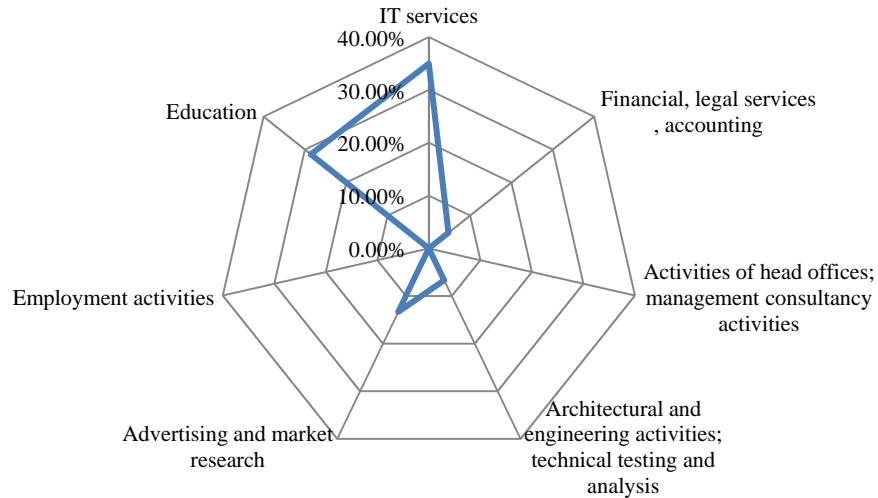 IT services
40.00%
30.00%
20.00%
10.00%
0.00%
Financial, legal services
, accounting
Activities of head offices;
management consultancy
activities
Architectural and
engineering activities;
technical testing and
analysis
Advertising and market
research
Employment activities
Education